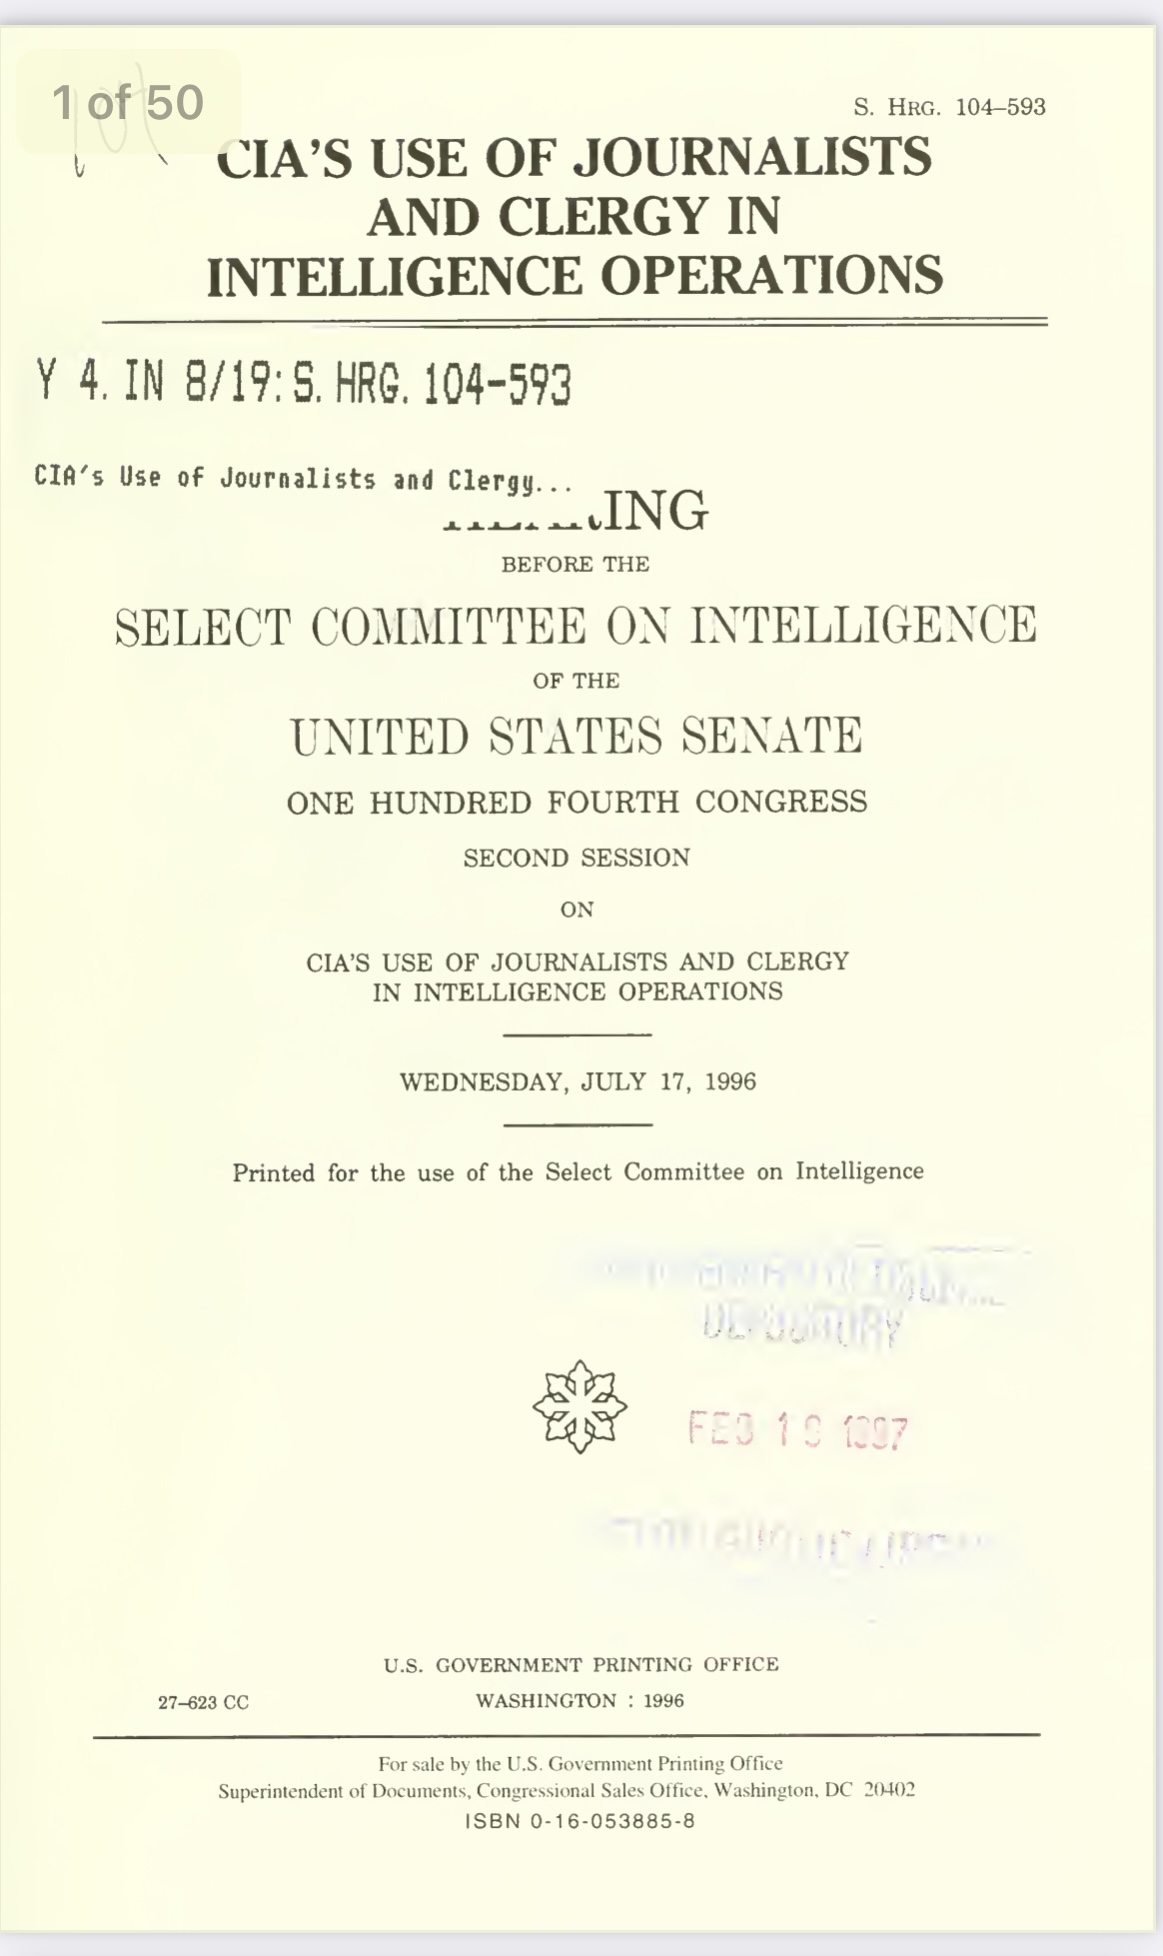 1 of 50
S. HRG. 104–593
CIA'S USE OF JOURNALISTS
AND CLERGY IN
INTELLIGENCE OPERATIONS
Y 4. IN 8/19: S. HRG. 104-593
CIA's Use of Journalists and Clergy...
ING
BEFORE THE
SELECT COMMITTEE ON INTELLIGENCE
OF THE
UNITED STATES SENATE
ONE HUNDRED FOURTH CONGRESS
SECOND SESSION
ON
CIA'S USE OF JOURNALISTS AND CLERGY
IN INTELLIGENCE OPERATIONS
WEDNESDAY, JULY 17, 1996
Printed for the use of the Select Committee on Intelligence
DEPOSITORY
FEB 19 1997
U.S. GOVERNMENT PRINTING OFFICE
27–623 CC
WASHINGTON : 1996
For sale by the U.S. Government Printing Office
Superintendent of Documents, Congressional Sales Office, Washington, DC 20402
ISBN 0-16-053885-8